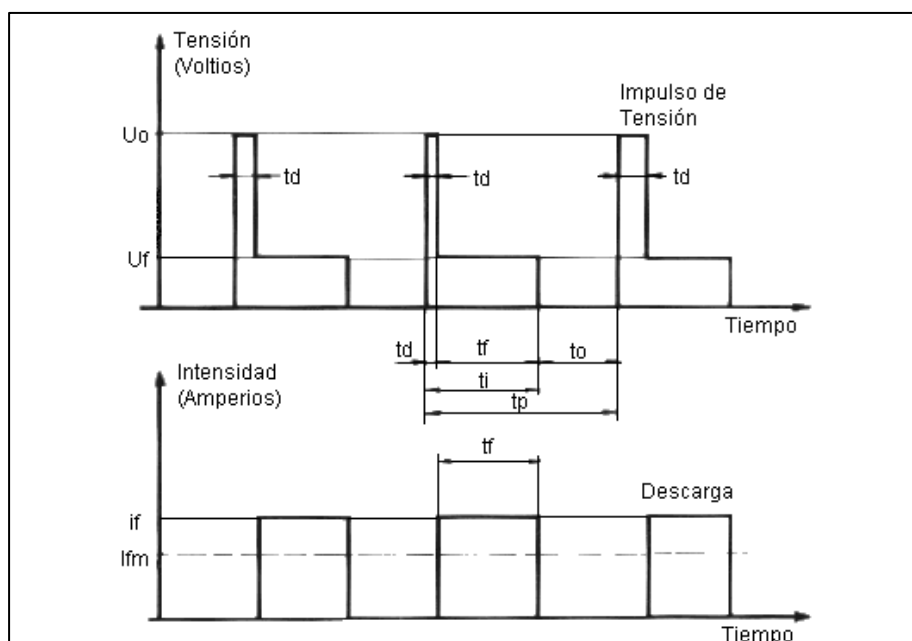 Tensión
(Voltios)
Impulso de
Tensión
Uo
td
td
td
Uf
Tiempo
td
tf
to
ti
tp
Intensidad
(Amperios)
tf
Descarga
if
Ifm
Tiempo